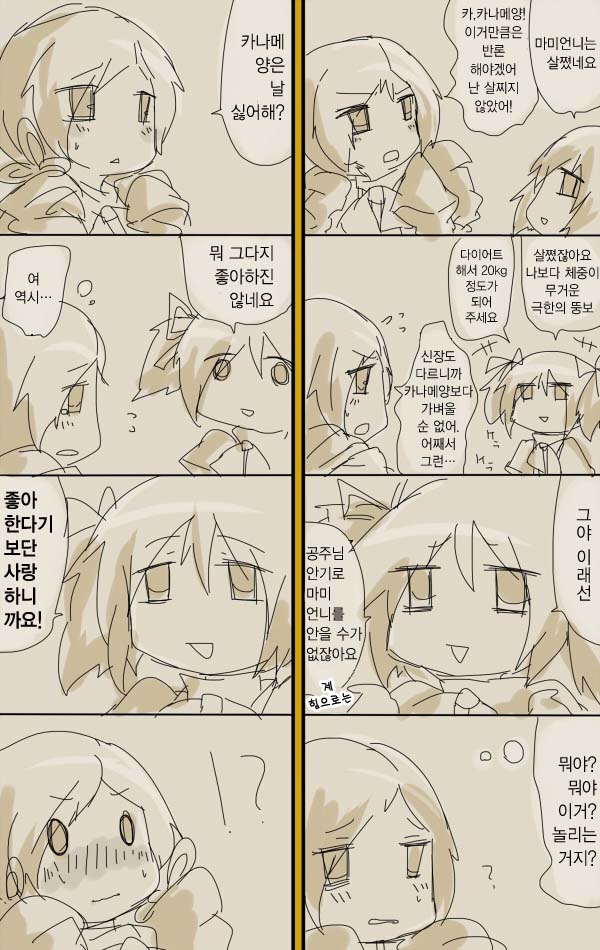 마미언니는
살쪘네요
카.카나메양!
이거만큼은
반론
해야겠어
난 살찌지
않았어!
살쪘잖아요
나보다 체중이
무거운
극한의 뚱보
다이어트
해서 20kg
정도가
되어
주세요
ケラ
ケラ
신장도
다르니까
카나메양보다
가벼울
순 없어.
어째서
그런…
그야 이래선
공주님
안기로
마미
언니를
안을 수가
없잖아요
제
힘으로는
뭐야?
뭐야
이거?
놀리는
거지?
?
카나메
양은
날
싫어해?
뭐 그다지
좋아하진
않네요
여
역시…
좋아
한다기
보단
사랑
하니
까요!
!?